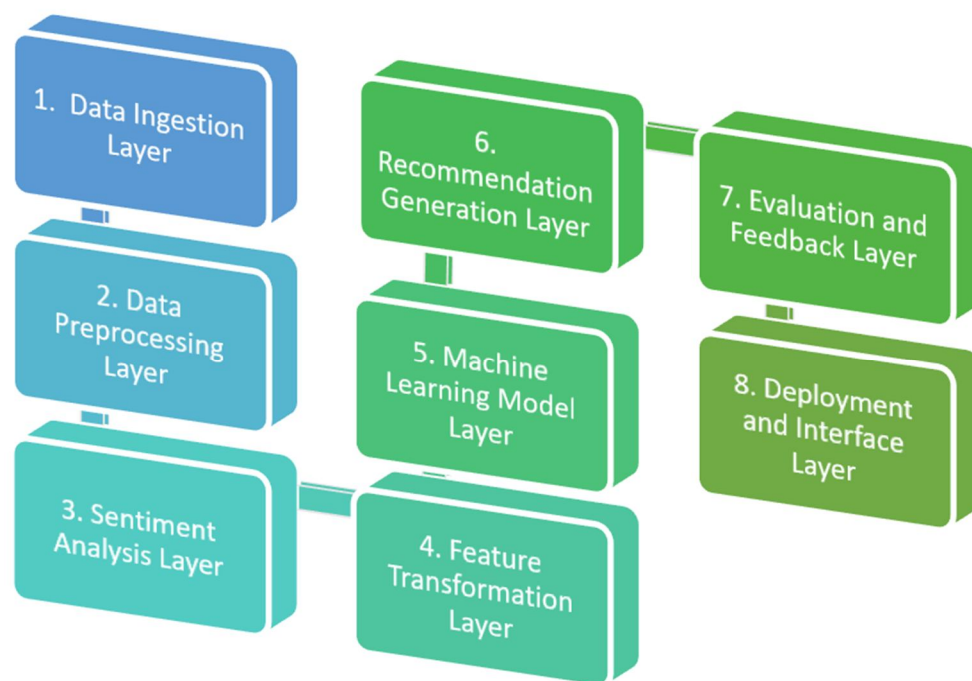 1. Data Ingestion
Layer
2. Data
Preprocessing
Layer
3. Sentiment
Analysis Layer
4. Feature
Transformation
Layer
5. Machine
Learning Model
Layer
6.
Recommendation
Generation Layer
7. Evaluation and
Feedback Layer
8. Deployment
and Interface
Layer